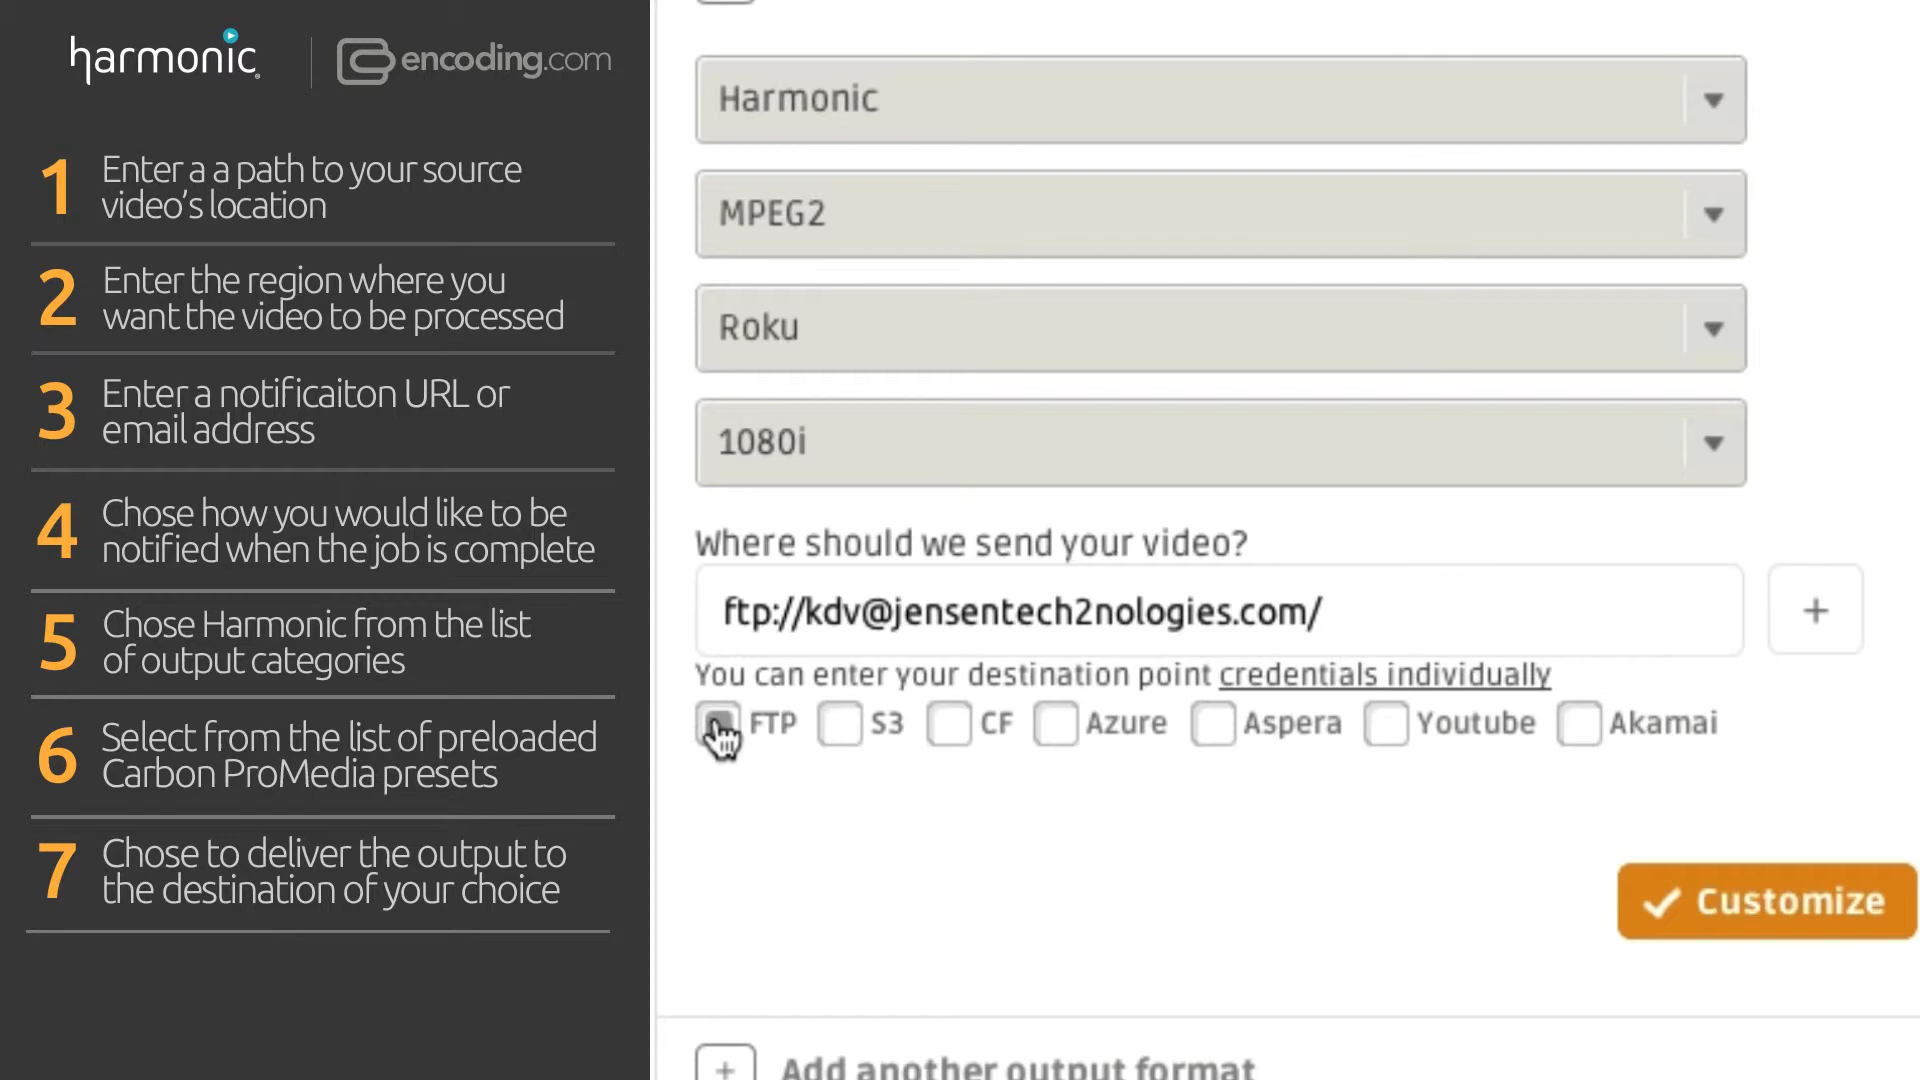 harmonic
encoding.com
1 Enter a a path to your source
video's location
2 Enter the region where you
want the video to be processed
3 Enter a notificaiton URL or
email address
4 Chose how you would like to be
notified when the job is complete
5 Chose Harmonic from the list
of output categories
6 Select from the list of preloaded
Carbon ProMedia presets
7 Chose to deliver the output to
the destination of your choice
Harmonic
MPEG2
Roku
1080i
Where should we send your video?
ftp://kdv@jensentech2nologies.com/
+
You can enter your destination point credentials individually
FTP S3 CF Azure Aspera Youtube Akamai
Customize
+ Add another output format